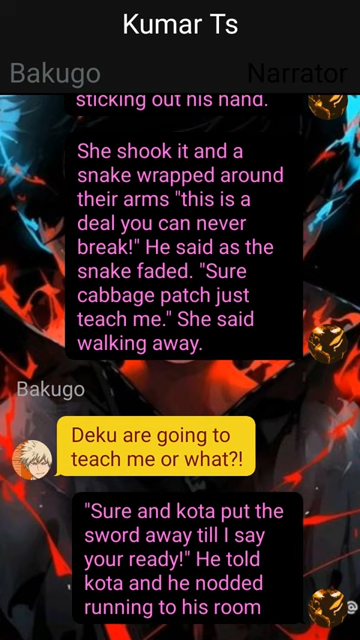 Kumar Ts
Bakugo
Narrator
sticking out his hand.
She shook it and a
snake wrapped around
their arms "this is a
deal you can never
break!" He said as the
snake faded. "Sure
cabbage patch just
teach me." She said
walking away.
Bakugo
Deku are going to
teach me or what?!
"Sure and kota put the
sword away till I say
your ready!" He told
kota and he nodded
running to his room
@